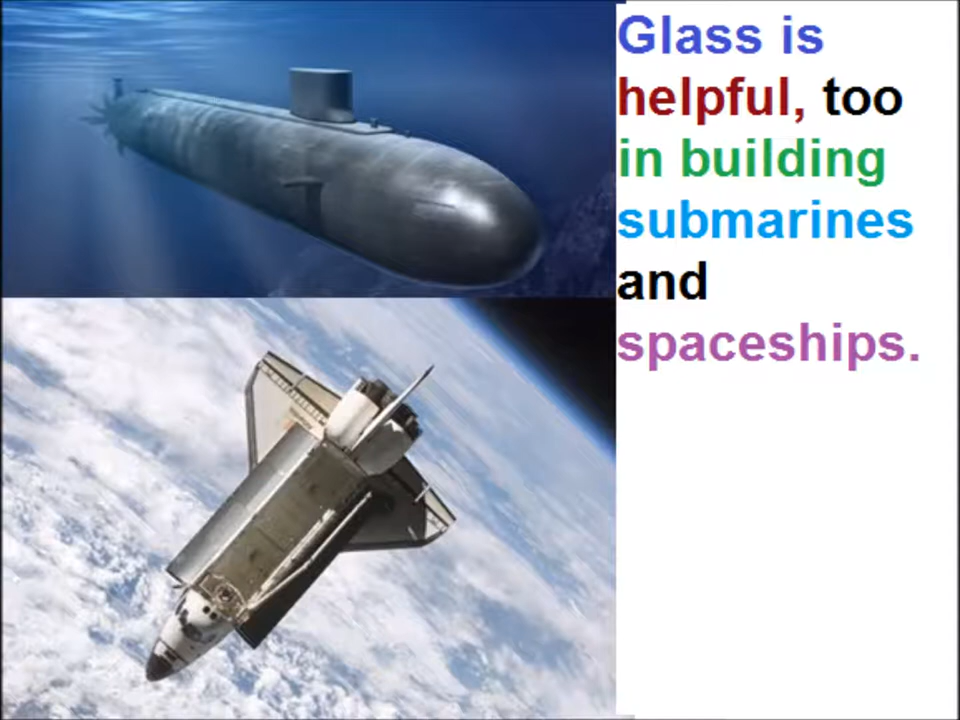 Glass is
helpful, too
in building
submarines
and
spaceships.